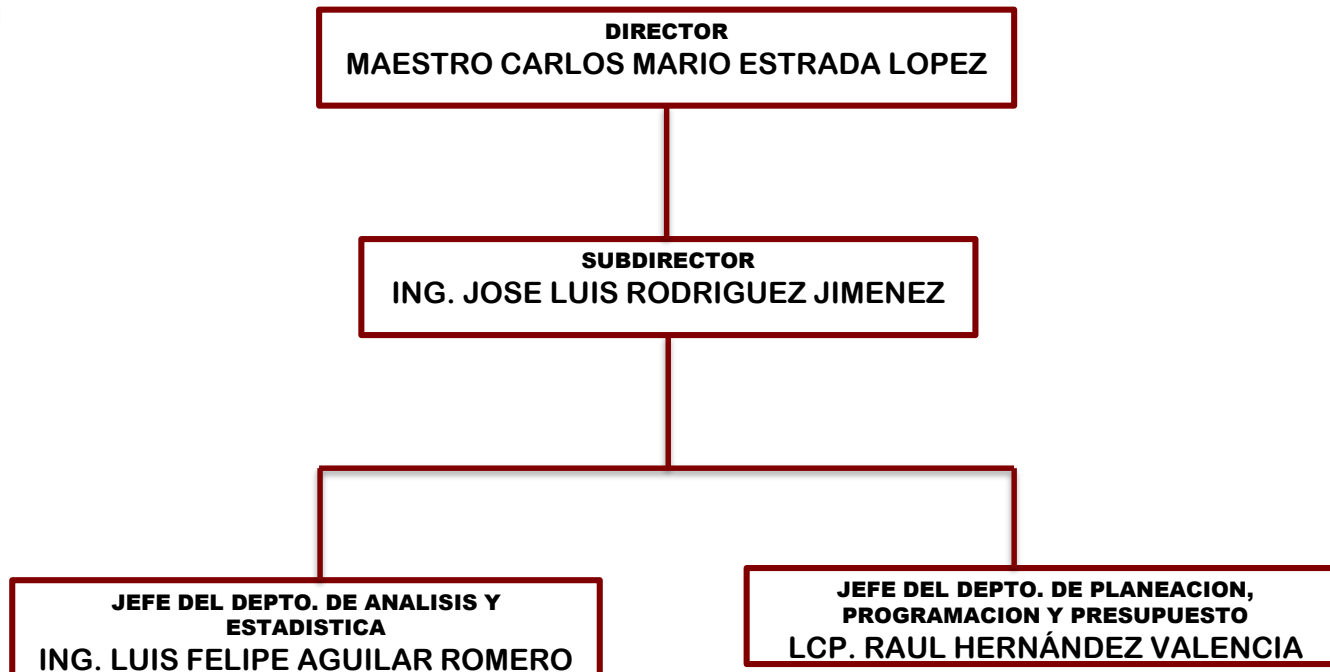 DIRECTOR
MAESTRO CARLOS MARIO ESTRADA LOPEZ
SUBDIRECTOR
ING. JOSE LUIS RODRIGUEZ JIMENEZ
JEFE DEL DEPTO. DE ANALISIS Y
ESTADISTICA
ING. LUIS FELIPE AGUILAR ROMERO
JEFE DEL DEPTO. DE PLANEACION,
PROGRAMACION Y PRESUPUESTO
LCP. RAUL HERNÁNDEZ VALENCIA